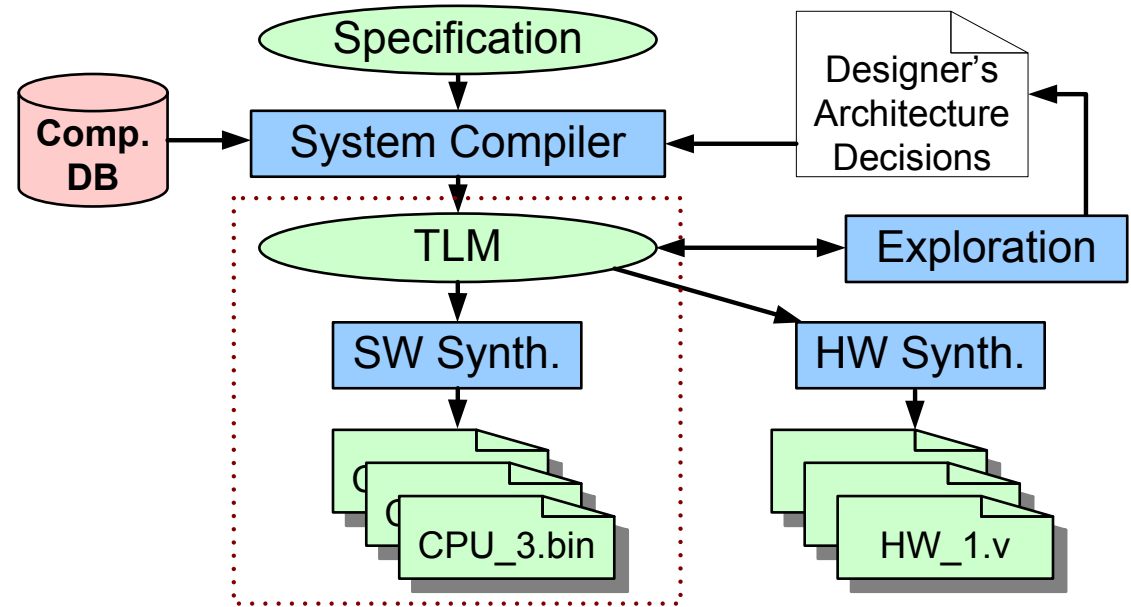 Specification
Designer's
Architecture
Decisions
Comp.
DB
System Compiler
TLM
Exploration
SW Synth.
HW Synth.
CPU_3.bin
HW_1.v